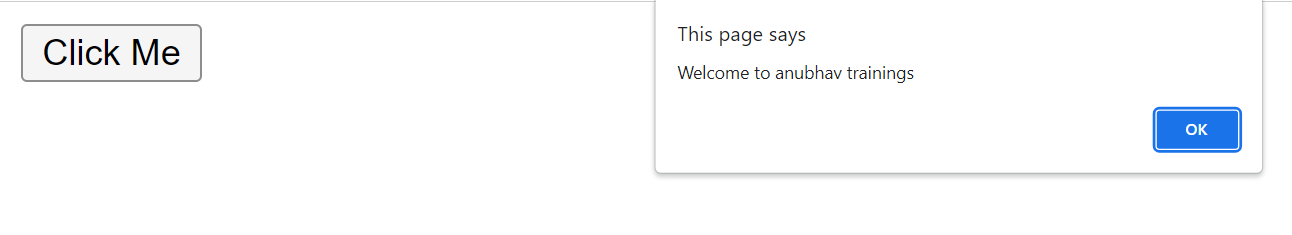 Click Me
This page says
Welcome to anubhav trainings
OK